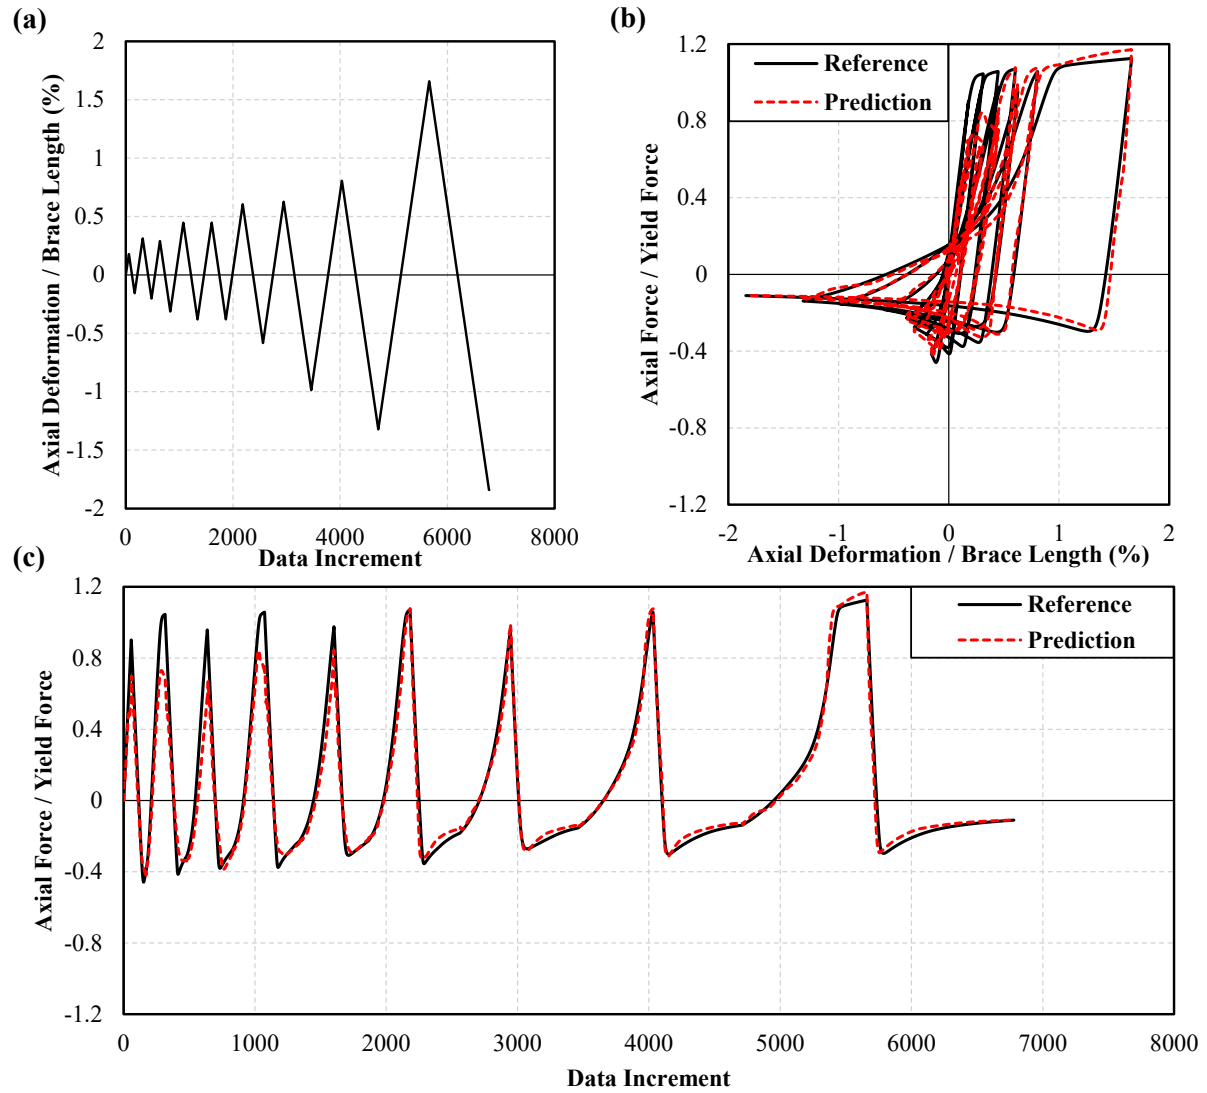 (a)
Axial Deformation / Brace Length (%)
2
1.5
1
0.5
0
-0.5
-1
-1.5
-2
0 2000 4000 6000 8000
Data Increment
(b)
Axial Force / Yield Force
1.2
0.8
0.4
0
-0.4
-0.8
-1.2
Reference
Prediction
-2 -1 0 1 2
Axial Deformation / Brace Length (%)
(c)
Axial Force / Yield Force
1.2
0.8
0.4
0
-0.4
-0.8
-1.2
Reference
Prediction
0 1000 2000 3000 4000 5000 6000 7000 8000
Data Increment